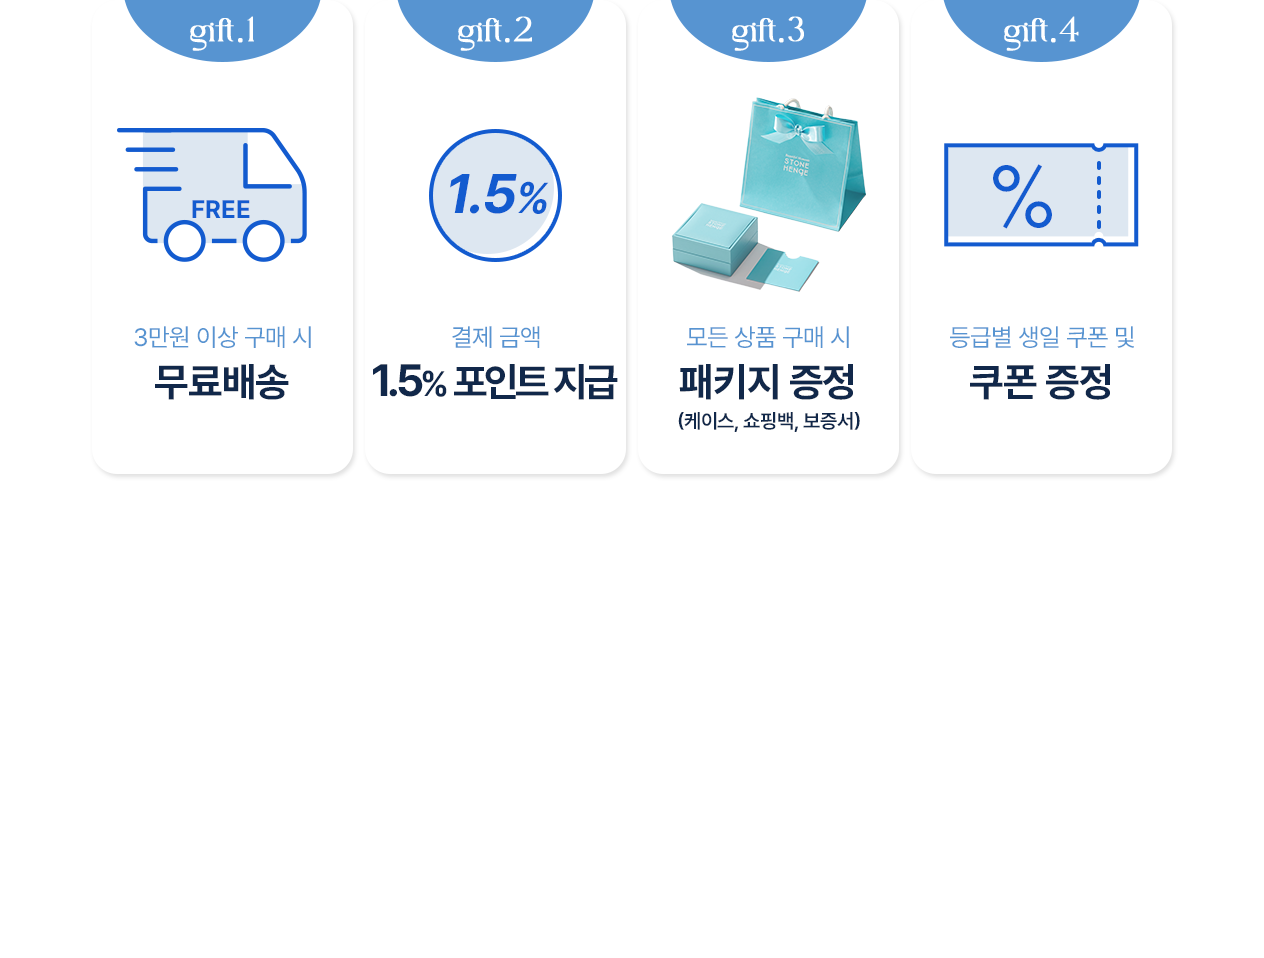 gift.1
FREE
3만원 이상 구매 시
무료배송
gift.2
1.5%
결제 금액
1.5% 포인트 지급
gift.3
STONE
HENGE
모든 상품 구매 시
패키지 증정
(케이스, 쇼핑백, 보증서)
gift.4
%
등급별 생일 쿠폰 및
쿠폰 증정